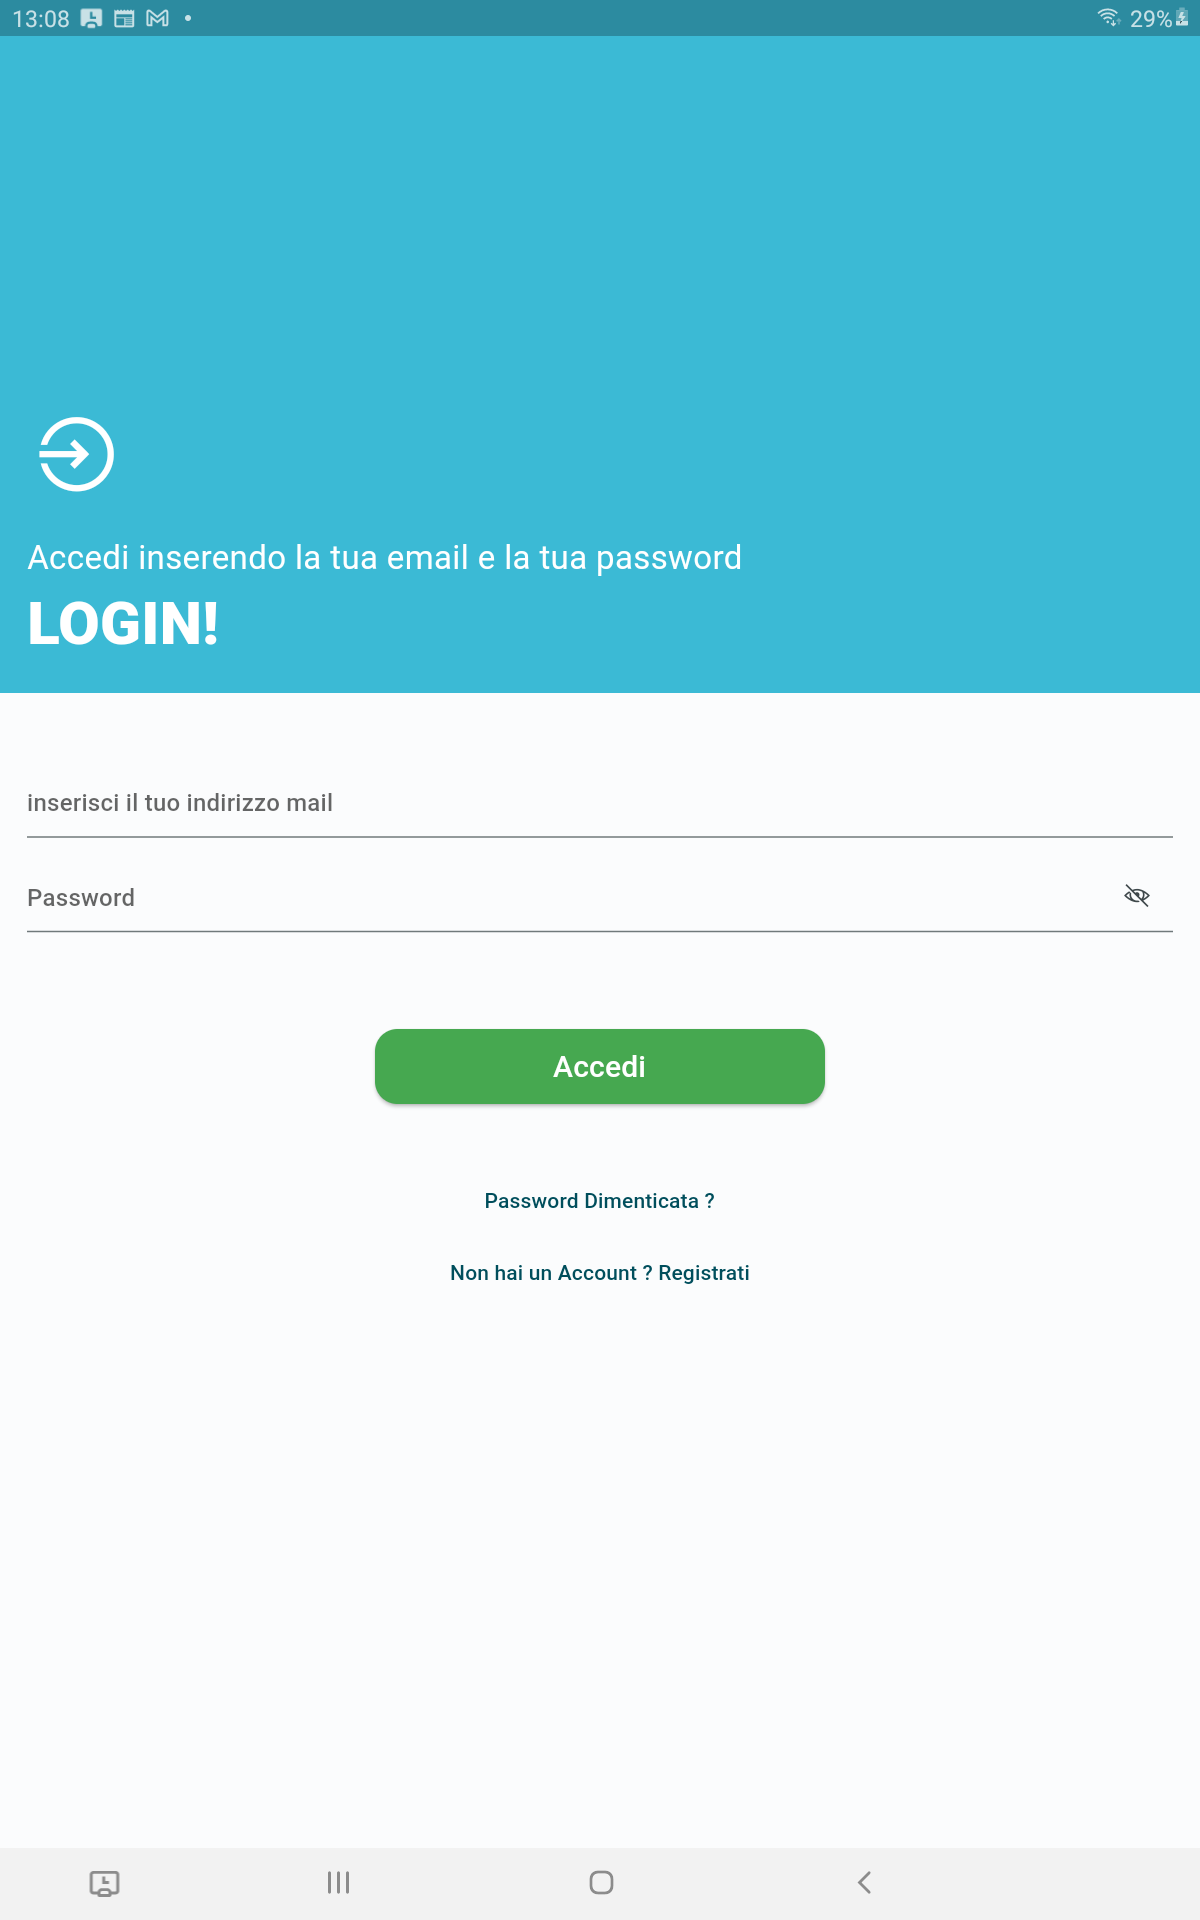 13:08
29%
Accedi inserendo la tua email e la tua password
LOGIN!
inserisci il tuo indirizzo mail
Password
Accedi
Password Dimenticata ?
Non hai un Account ? Registrati